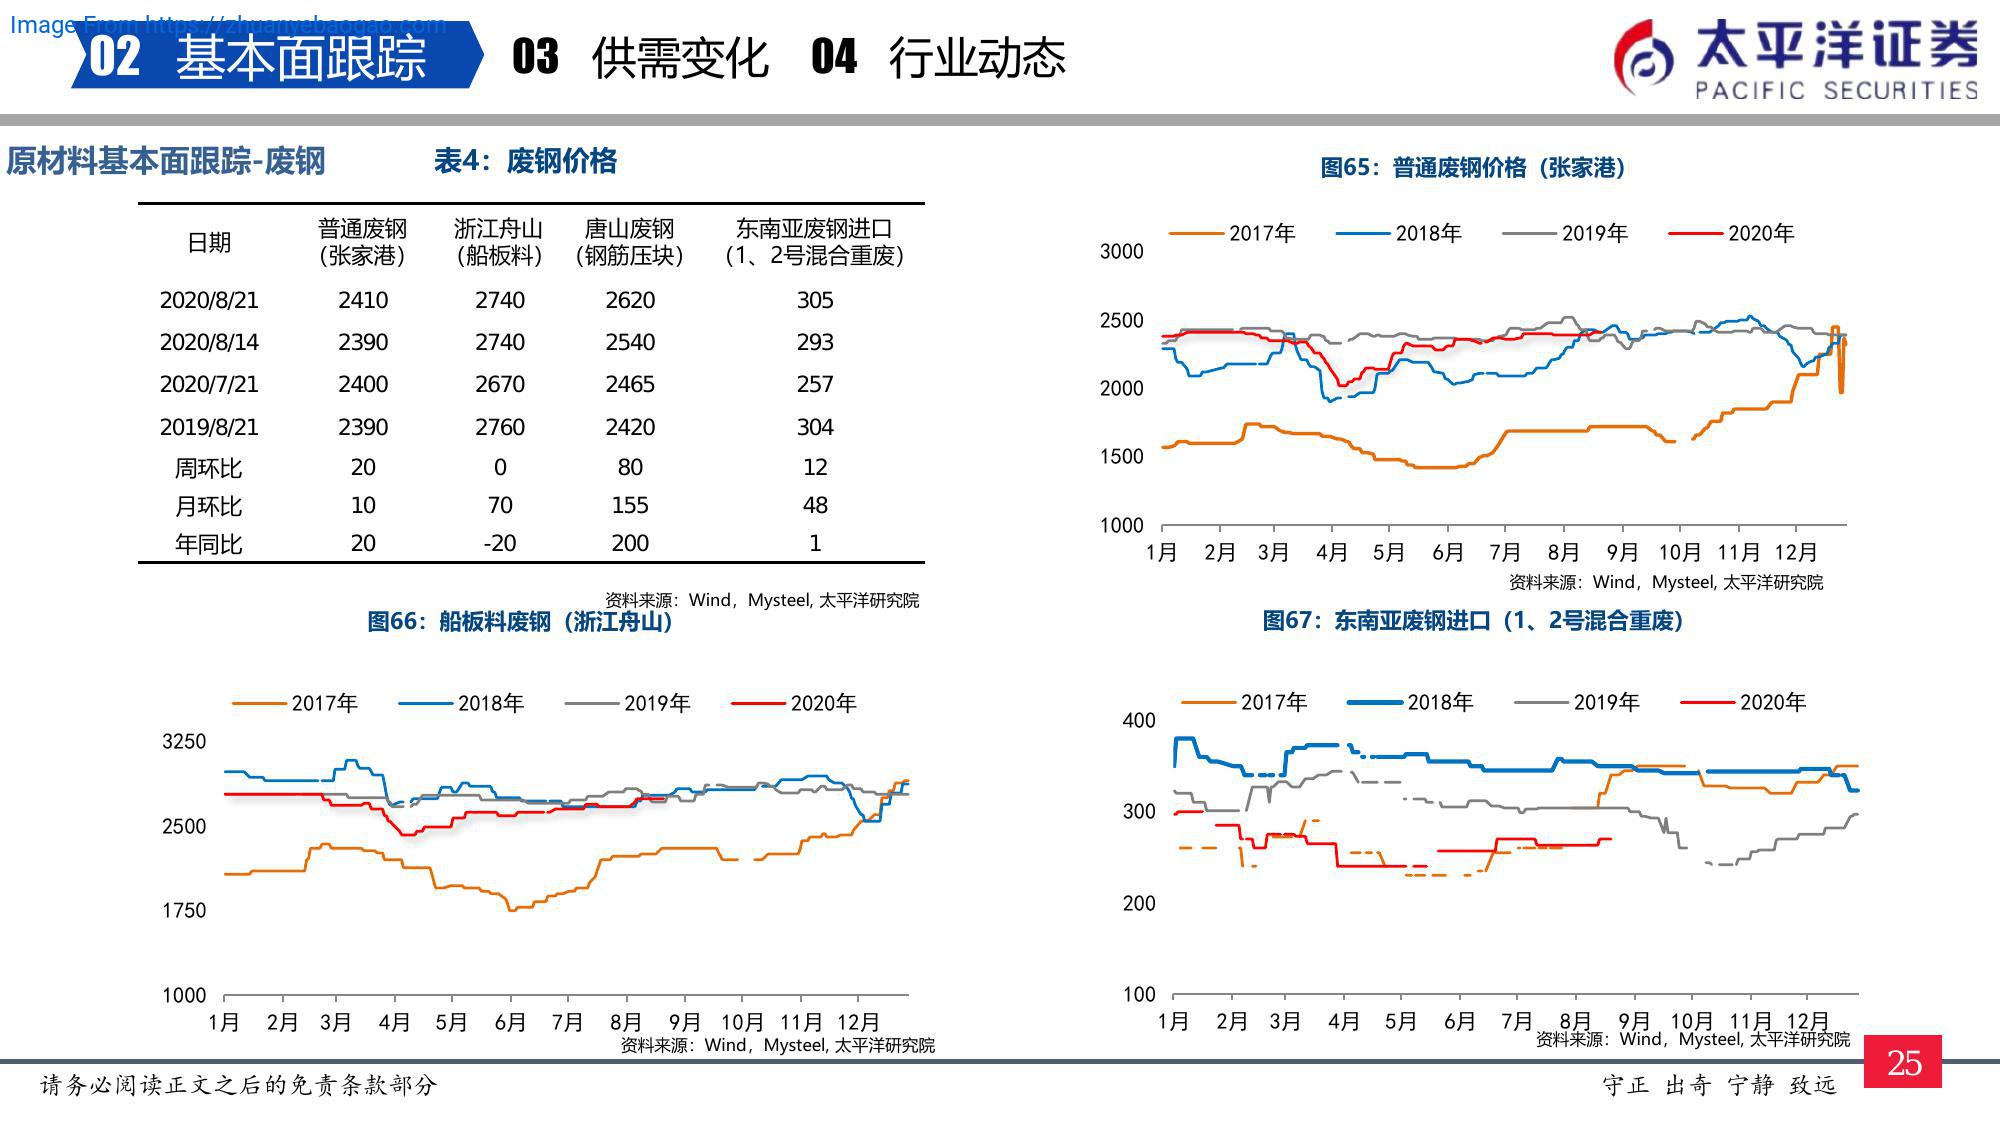 Image From https://zhuanyebaogao.com
02 基本面跟踪 03 供需变化 04 行业动态
太平洋证券
PACIFIC SECURITIES
原材料基本面跟踪-废钢
表4：废钢价格
日期 普通废钢（张家港） 浙江舟山（船板料） 唐山废钢（钢筋压块） 东南亚废钢进口（1、2号混合重废）
2020/8/21 2410 2740 2620 305
2020/8/14 2390 2740 2540 293
2020/7/21 2400 2670 2465 257
2019/8/21 2390 2760 2420 304
周环比 20 0 80 12
月环比 10 70 155 48
年同比 20 -20 200 1
资料来源：Wind，Mysteel, 太平洋研究院
图65：普通废钢价格（张家港）
2017年 2018年 2019年 2020年
3000
2500
2000
1500
1000
1月 2月 3月 4月 5月 6月 7月 8月 9月 10月 11月 12月
资料来源：Wind，Mysteel, 太平洋研究院
图66：船板料废钢（浙江舟山）
2017年 2018年 2019年 2020年
3250
2500
1750
1000
1月 2月 3月 4月 5月 6月 7月 8月 9月 10月 11月 12月
资料来源：Wind，Mysteel, 太平洋研究院
图67：东南亚废钢进口（1、2号混合重废）
2017年 2018年 2019年 2020年
400
300
200
100
1月 2月 3月 4月 5月 6月 7月 8月 9月 10月 11月 12月
资料来源：Wind，Mysteel, 太平洋研究院
请务必阅读正文之后的免责条款部分
守正 出奇 宁静 致远
25